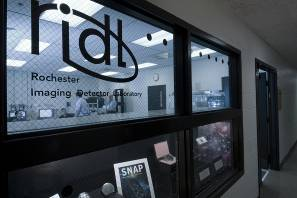 ridl
Rochester
Imaging Detector Laboratory
SNAP